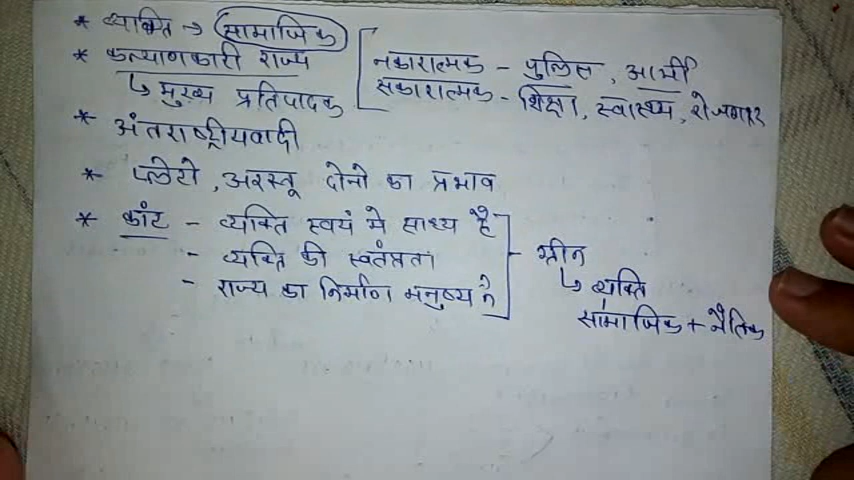 * व्यक्ति → सामाजिक
* कल्याणकारी राज्य
↳ मुख्य प्रतिपादक
नकारात्मक - पुलिस, आर्मी
सकारात्मक - शिक्षा, स्वास्थ्य, रोजगार
* अंतराष्ट्रीयवादी
* प्लेटो, अरस्तू दोनो का प्रभाव
* कांट - व्यक्ति स्वयं मे साध्य है
- व्यक्ति की स्वतंत्रता
- राज्य का निर्माण मनुष्य ने
ग्रीन
↳ व्यक्ति
सामाजिक + नैतिक